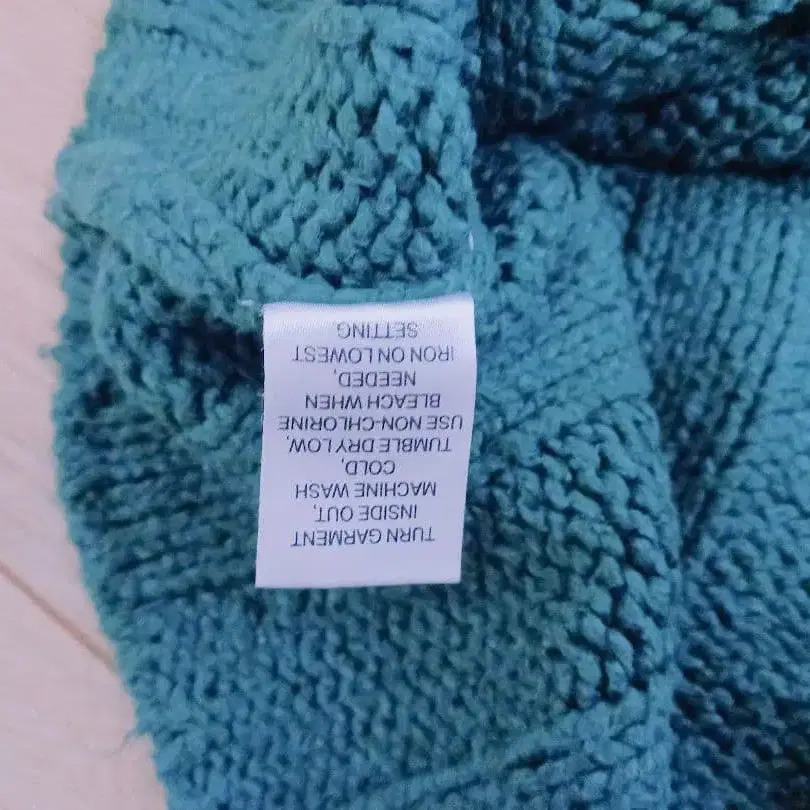 TURN GARMENT
INSIDE OUT,
MACHINE WASH
COLD,
TUMBLE DRY LOW,
USE NON-CHLORINE
BLEACH WHEN
NEEDED,
IRON ON LOWEST
SETTING